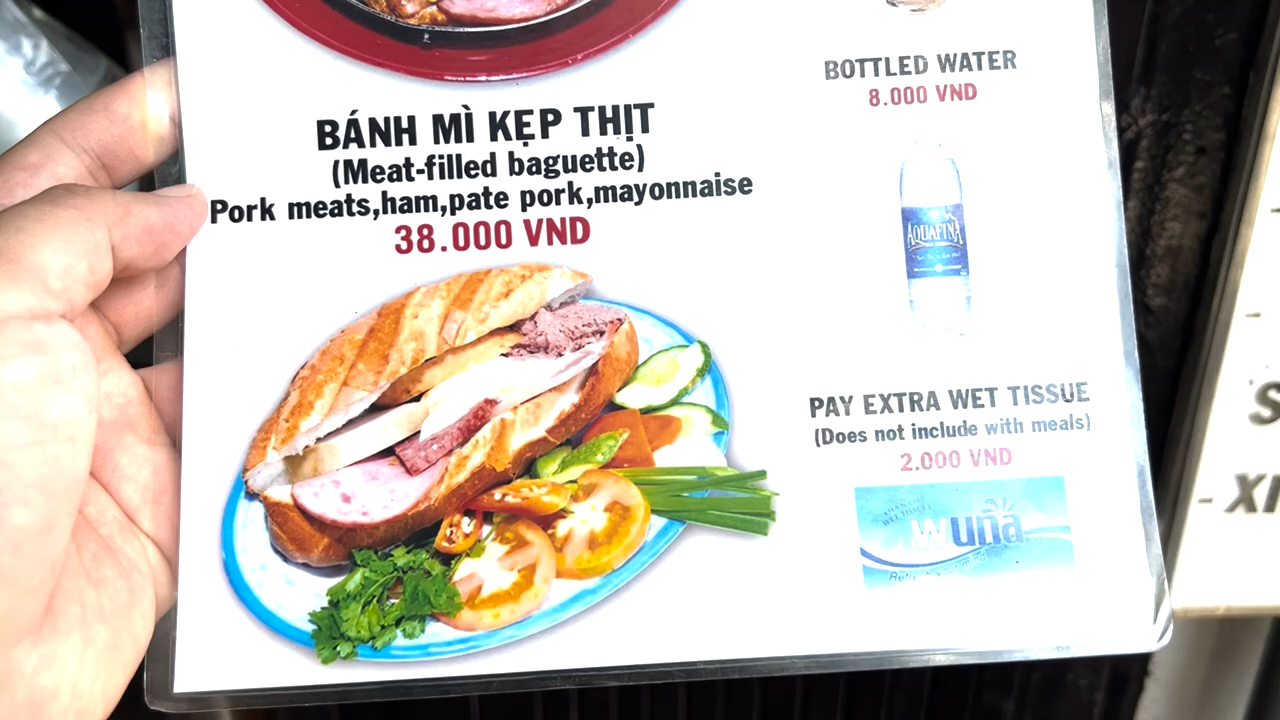 BÁNH MÌ KẸP THỊT
(Meat-filled baguette)
Pork meats,ham,pate pork,mayonnaise
38.000 VND
BOTTLED WATER
8.000 VND
AQUAFINA
PAY EXTRA WET TISSUE
(Does not include with meals)
2.000 VND
wuna